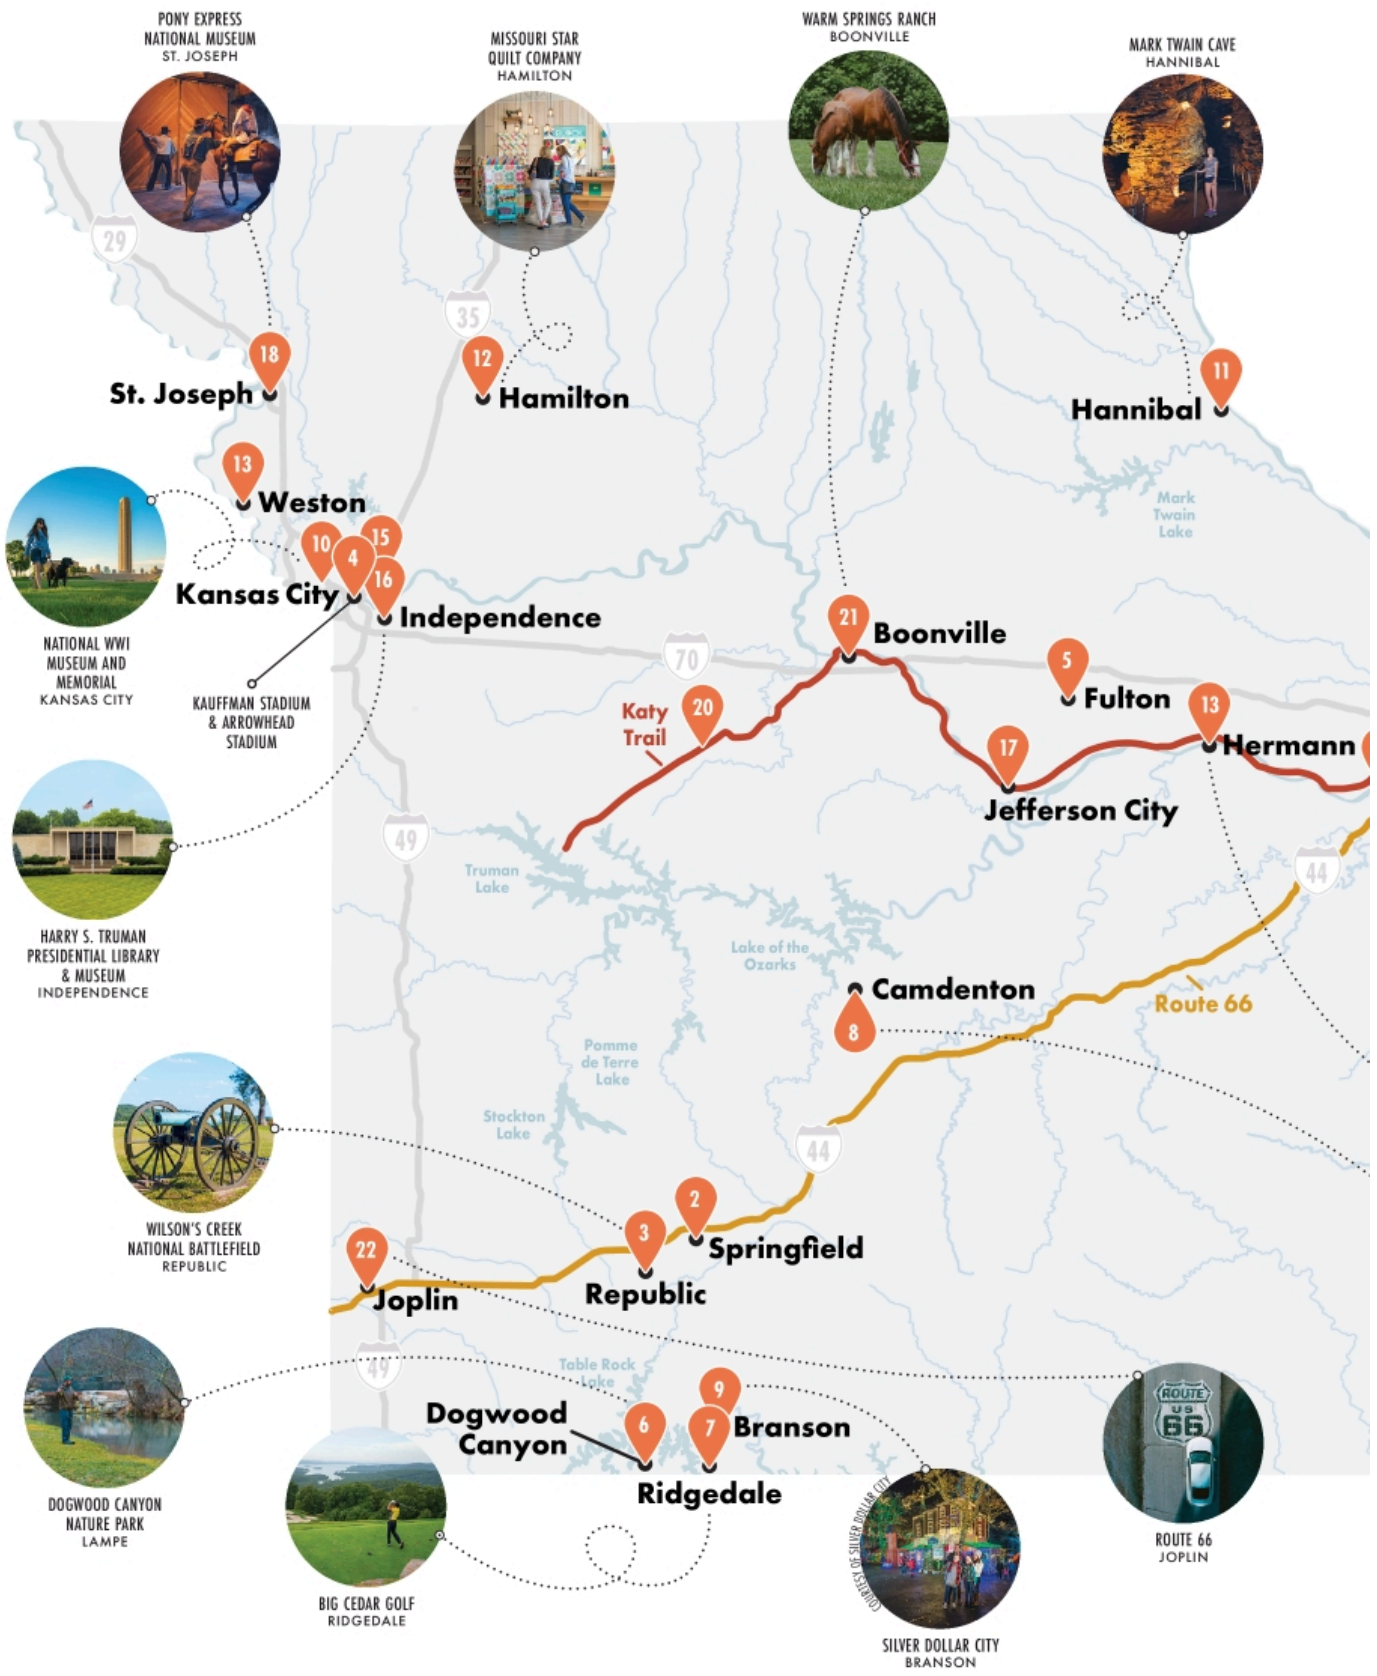 PONY EXPRESS
NATIONAL MUSEUM
ST. JOSEPH
MISSOURI STAR
QUILT COMPANY
HAMILTON
WARM SPRINGS RANCH
BOONVILLE
MARK TWAIN CAVE
HANNIBAL
29
35
18
St. Joseph
12
Hamilton
11
Hannibal
13
Weston
Mark
Twain
Lake
10
15
4
16
Kansas City
Independence
NATIONAL WWI
MUSEUM AND
MEMORIAL
KANSAS CITY
KAUFFMAN STADIUM
& ARROWHEAD
STADIUM
70
21
Boonville
5
Fulton
Katy
Trail
20
13
Hermann
17
Jefferson City
49
44
Truman
Lake
HARRY S. TRUMAN
PRESIDENTIAL LIBRARY
& MUSEUM
INDEPENDENCE
Lake of the
Ozarks
Camdenton
8
Route 66
Pomme
de Terre
Lake
Stockton
Lake
44
WILSON'S CREEK
NATIONAL BATTLEFIELD
REPUBLIC
2
Springfield
3
Republic
22
Joplin
49
Table Rock
Lake
9
Branson
7
6
Dogwood
Canyon
Ridgedale
DOGWOOD CANYON
NATURE PARK
LAMPE
BIG CEDAR GOLF
RIDGEDALE
COURTESY OF SILVER DOLLAR CITY
SILVER DOLLAR CITY
BRANSON
ROUTE
US
66
ROUTE 66
JOPLIN